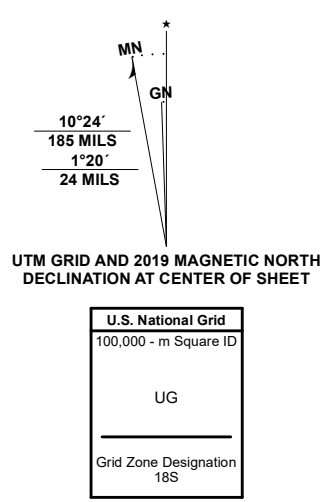 MN
GN
10°24´
185 MILS
1°20´
24 MILS
UTM GRID AND 2019 MAGNETIC NORTH
DECLINATION AT CENTER OF SHEET
U.S. National Grid
100,000 - m Square ID
UG
Grid Zone Designation
18S